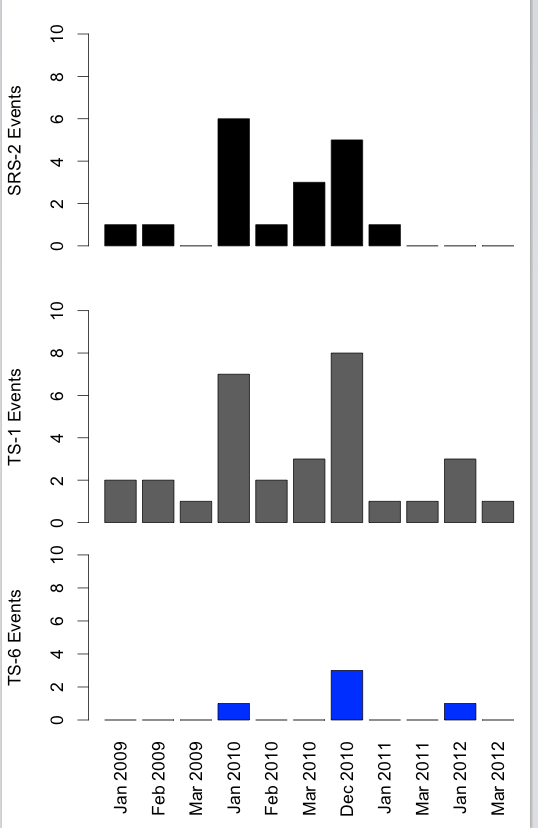 SRS-2 Events
10
8
6
4
2
0
TS-1 Events
10
8
6
4
2
0
TS-6 Events
10
8
6
4
2
0
Jan 2009
Feb 2009
Mar 2009
Jan 2010
Feb 2010
Mar 2010
Dec 2010
Jan 2011
Mar 2011
Jan 2012
Mar 2012